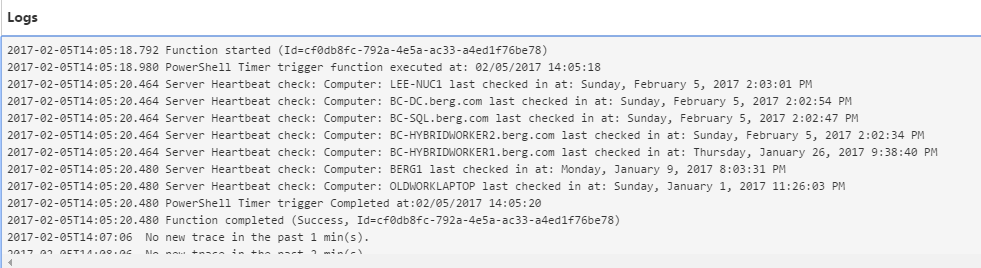 Logs
2017-02-05T14:05:18.792 Function started (Id=cf0db8fc-792a-4e5a-ac33-a4ed1f76be78)
2017-02-05T14:05:18.980 PowerShell Timer trigger function executed at: 02/05/2017 14:05:18
2017-02-05T14:05:20.464 Server Heartbeat check: Computer: LEE-NUC1 last checked in at: Sunday, February 5, 2017 2:03:01 PM
2017-02-05T14:05:20.464 Server Heartbeat check: Computer: BC-DC.berg.com last checked in at: Sunday, February 5, 2017 2:02:54 PM
2017-02-05T14:05:20.464 Server Heartbeat check: Computer: BC-SQL.berg.com last checked in at: Sunday, February 5, 2017 2:02:47 PM
2017-02-05T14:05:20.464 Server Heartbeat check: Computer: BC-HYBRIDWORKER2.berg.com last checked in at: Sunday, February 5, 2017 2:02:34 PM
2017-02-05T14:05:20.464 Server Heartbeat check: Computer: BC-HYBRIDWORKER1.berg.com last checked in at: Thursday, January 26, 2017 9:38:40 PM
2017-02-05T14:05:20.480 Server Heartbeat check: Computer: BERG1 last checked in at: Monday, January 9, 2017 8:03:31 PM
2017-02-05T14:05:20.480 Server Heartbeat check: Computer: OLDWORKLAPTOP last checked in at: Sunday, January 1, 2017 11:26:03 PM
2017-02-05T14:05:20.480 PowerShell Timer trigger Completed at:02/05/2017 14:05:20
2017-02-05T14:05:20.480 Function completed (Success, Id=cf0db8fc-792a-4e5a-ac33-a4ed1f76be78)
2017-02-05T14:07:06 No new trace in the past 1 min(s).
2017-02-05T14:08:06 No new trace in the past 2 min(s).